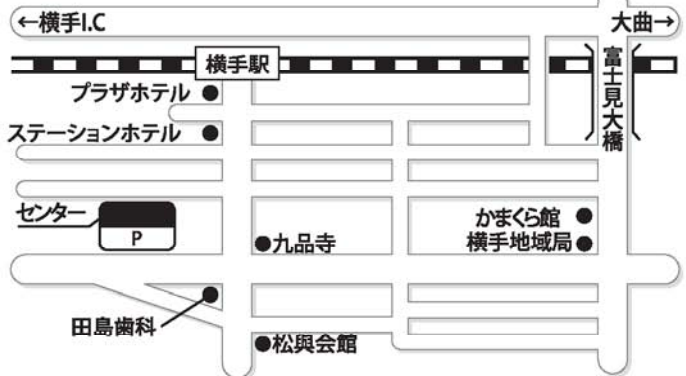 ←横手I.C
大曲→
横手駅
富士見大橋
プラザホテル
ステーションホテル
センター
P
かまくら館
九品寺
横手地域局
田島歯科
松與会館